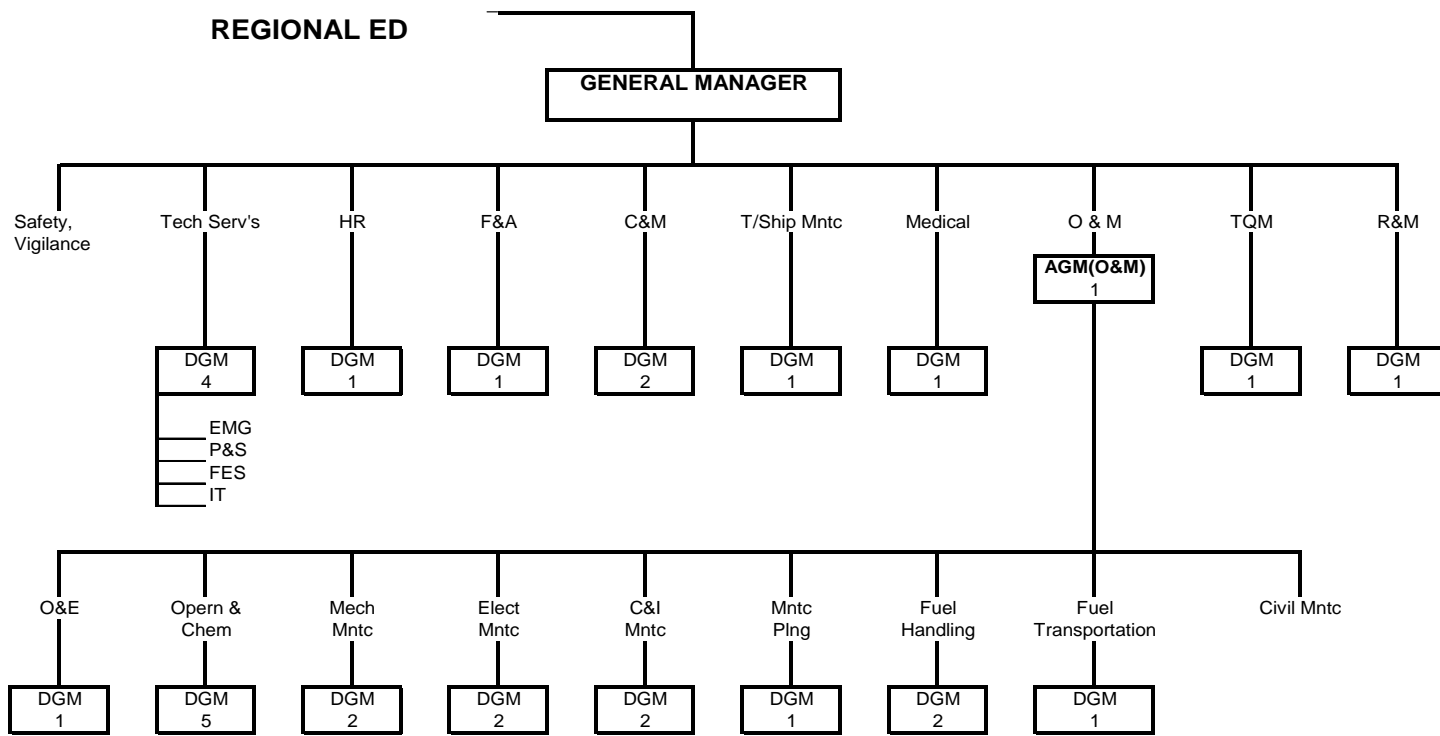 REGIONAL ED
GENERAL MANAGER
Safety,
Vigilance
Tech Serv's
HR
F&A
C&M
T/Ship Mntc
Medical
O & M
TQM
R&M
AGM(O&M)
1
DGM
4
DGM
1
DGM
1
DGM
2
DGM
1
DGM
1
DGM
1
DGM
1
EMG
P&S
FES
IT
O&E
Opern &
Chem
Mech
Mntc
Elect
Mntc
C&I
Mntc
Mntc
Plng
Fuel
Handling
Fuel
Transportation
Civil Mntc
DGM
1
DGM
5
DGM
2
DGM
2
DGM
2
DGM
1
DGM
2
DGM
1